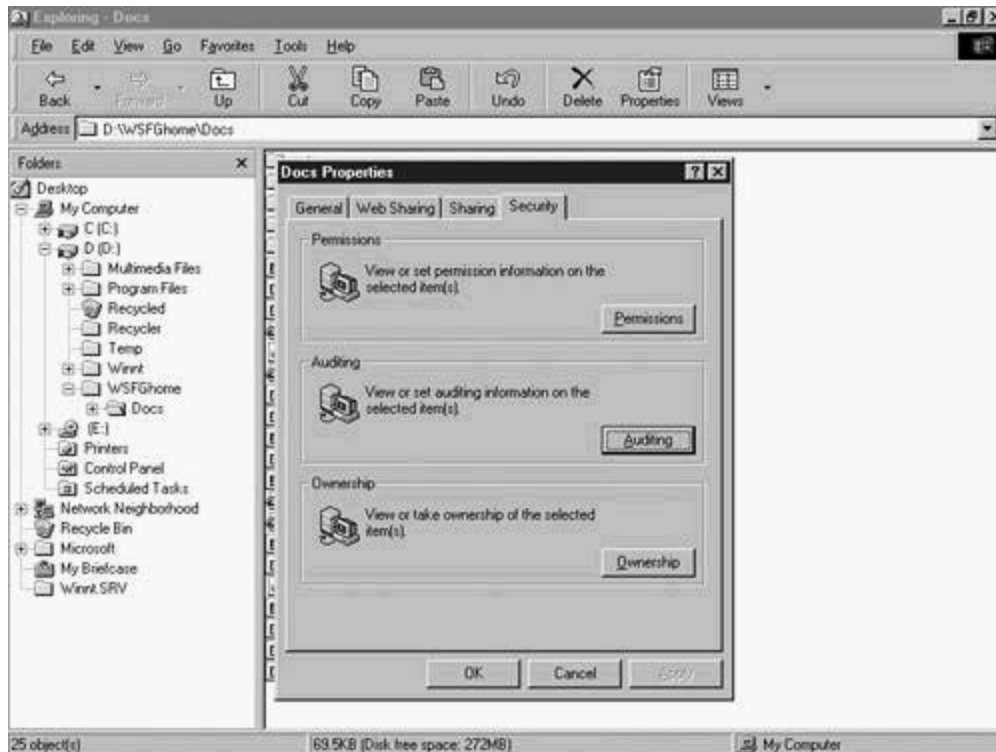 Exploring - Docs
File Edit View Go Favorites Tools Help
Back Forward Up Cut Copy Paste Undo Delete Properties Views
Address D:\WSFGhome\Docs
Folders
Desktop
My Computer
C (C:)
D (D:)
Multimedia Files
Program Files
Recycled
Recycler
Temp
Winnt
WSFGhome
Docs
(E:)
Printers
Control Panel
Scheduled Tasks
Network Neighborhood
Recycle Bin
Microsoft
My Briefcase
Winnt.SRV
Docs Properties
General Web Sharing Sharing Security
Permissions
View or set permission information on the
selected item(s).
Permissions
Auditing
View or set auditing information on the
selected item(s).
Auditing
Ownership
View or take ownership of the selected
item(s).
Ownership
OK Cancel Apply
25 object(s) 69.5KB (Disk free space: 272MB) My Computer